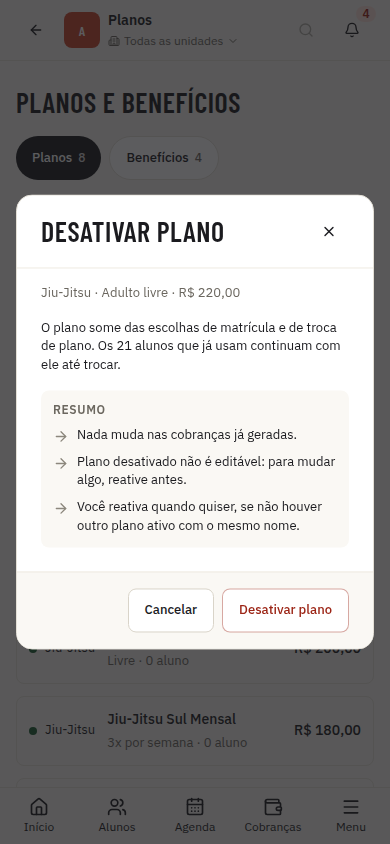 A
Planos
Todas as unidades
4
PLANOS E BENEFÍCIOS
Planos 8
Benefícios 4
DESATIVAR PLANO
Jiu-Jitsu · Adulto livre · R$ 220,00
O plano some das escolhas de matrícula e de troca
de plano. Os 21 alunos que já usam continuam com
ele até trocar.
RESUMO
Nada muda nas cobranças já geradas.
Plano desativado não é editável: para mudar
algo, reative antes.
Você reativa quando quiser, se não houver
outro plano ativo com o mesmo nome.
Cancelar
Desativar plano
Jiu-Jitsu
Livre · 0 aluno
Jiu-Jitsu
Jiu-Jitsu Sul Mensal
R$ 180,00
3x por semana · 0 aluno
Início
Alunos
Agenda
Cobranças
Menu